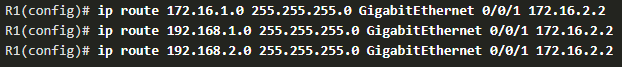 R1(config)# ip route 172.16.1.0 255.255.255.0 GigabitEthernet 0/0/1 172.16.2.2
R1(config)# ip route 192.168.1.0 255.255.255.0 GigabitEthernet 0/0/1 172.16.2.2
R1(config)# ip route 192.168.2.0 255.255.255.0 GigabitEthernet 0/0/1 172.16.2.2